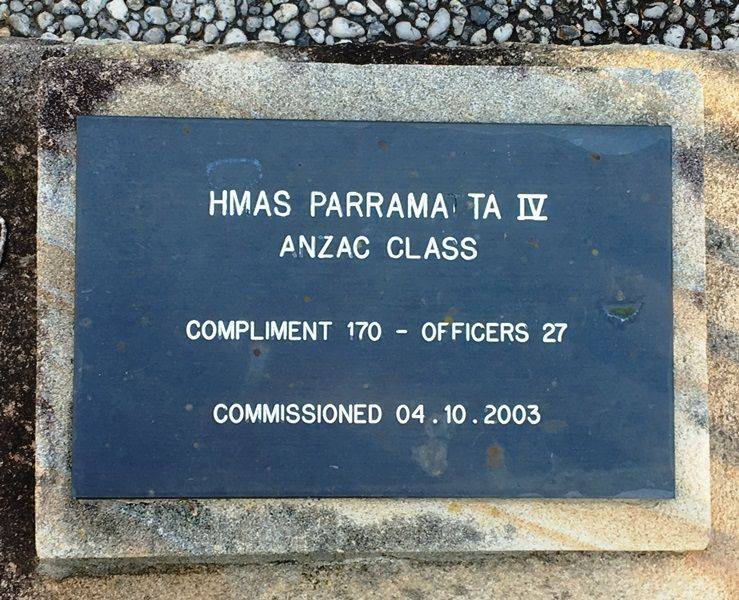 HMAS PARRAMATTA IV
ANZAC CLASS
COMPLIMENT 170 - OFFICERS 27
COMMISSIONED 04.10.2003